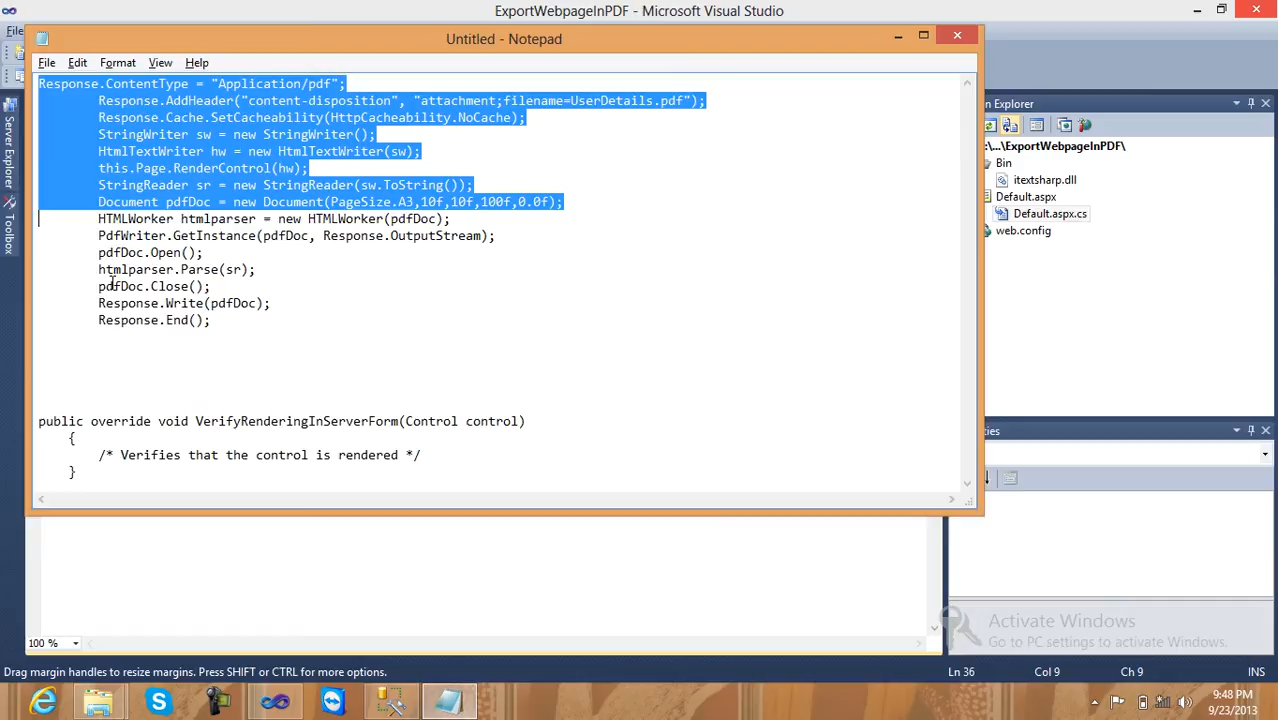 ExportWebpageInPDF - Microsoft Visual Studio
File
Untitled - Notepad
File Edit Format View Help
Response.ContentType = "Application/pdf";
Response.AddHeader("content-disposition", "attachment;filename=UserDetails.pdf");
Response.Cache.SetCacheability(HttpCacheability.NoCache);
StringWriter sw = new StringWriter();
HtmlTextWriter hw = new HtmlTextWriter(sw);
this.Page.RenderControl(hw);
StringReader sr = new StringReader(sw.ToString());
Document pdfDoc = new Document(PageSize.A3,10f,10f,100f,0.0f);
HTMLWorker htmlparser = new HTMLWorker(pdfDoc);
PdfWriter.GetInstance(pdfDoc, Response.OutputStream);
pdfDoc.Open();
htmlparser.Parse(sr);
pdfDoc.Close();
Response.Write(pdfDoc);
Response.End();
public override void VerifyRenderingInServerForm(Control control)
{
/* Verifies that the control is rendered */
}
Server Explorer
Toolbox
n Explorer
:\...\ExportWebpageInPDF\
Bin
itextsharp.dll
Default.aspx
Default.aspx.cs
web.config
ties
Activate Windows
Go to PC settings to activate Windows.
100 %
Drag margin handles to resize margins. Press SHIFT or CTRL for more options.
Ln 36 Col 9 Ch 9 INS
9:48 PM
9/23/2013